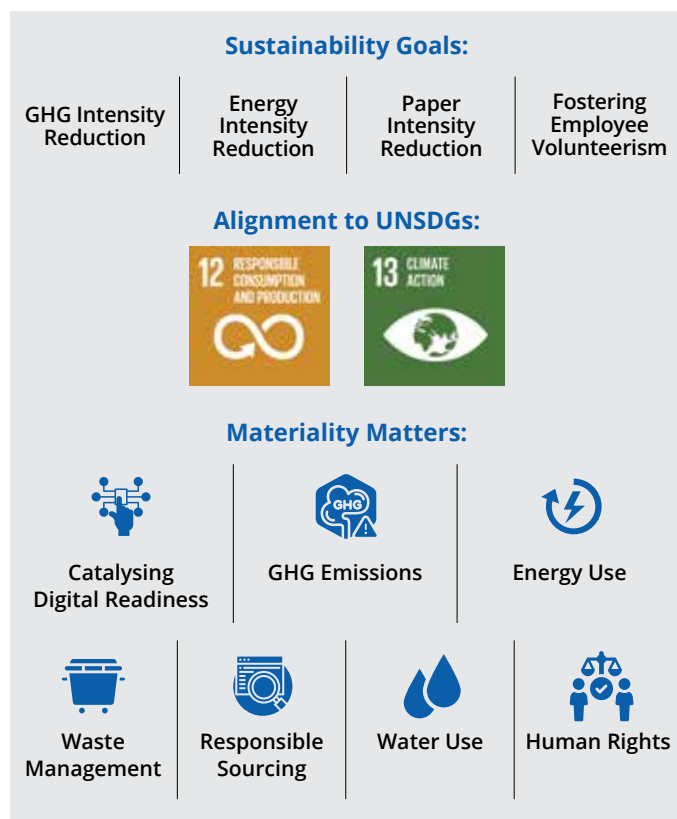 Sustainability Goals:
GHG Intensity
Reduction
Energy
Intensity
Reduction
Paper
Intensity
Reduction
Fostering
Employee
Volunteerism
Alignment to UNSDGs:
12 RESPONSIBLE
CONSUMPTION
AND PRODUCTION
13 CLIMATE
ACTION
Materiality Matters:
GHG
Catalysing
Digital Readiness
GHG Emissions
Energy Use
Waste
Management
Responsible
Sourcing
Water Use
Human Rights